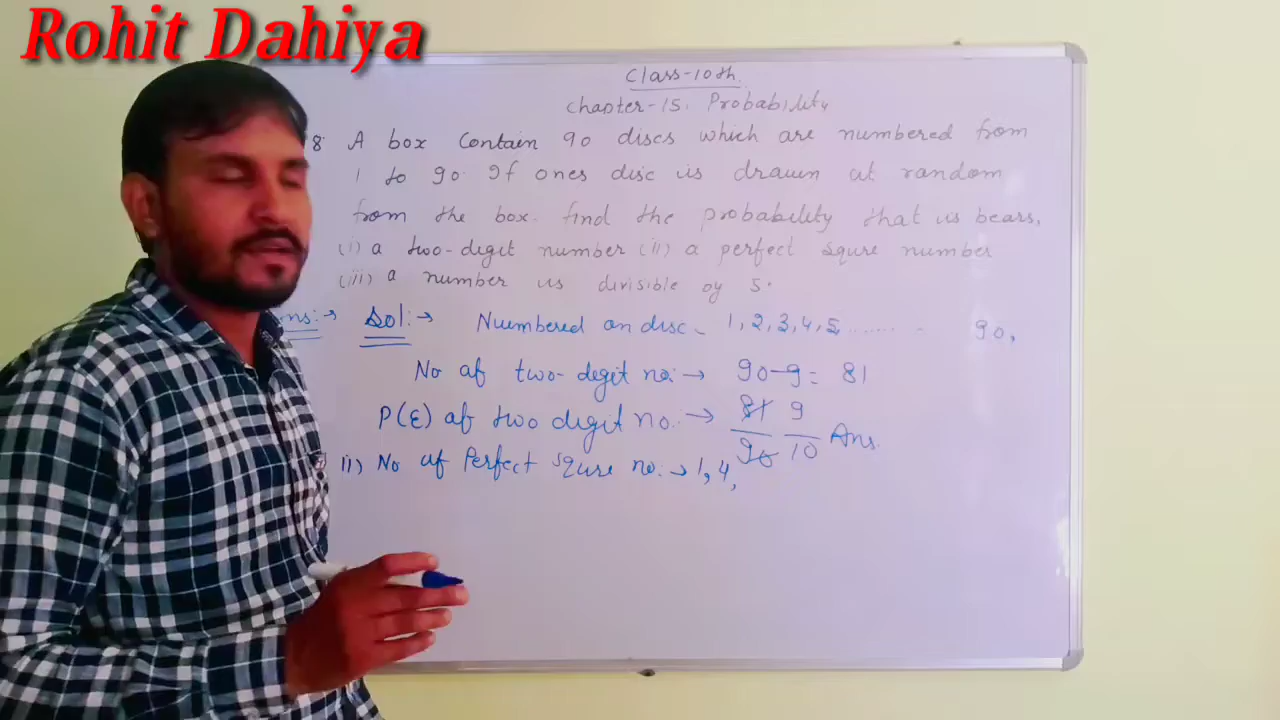 Rohit Dahiya
Class-10th.
Chapter-15. Probability
8. A box Contain 90 discs which are numbered from
1 to 90. If ones disc is drawn at random
from the box. find the probability that is bears,
(i) a two-digit number (ii) a perfect squre number
(iii) a number is divisible by 5.
ns:→ Sol:→ Numbered on disc – 1, 2, 3, 4, 5, ........ 90,
No of two-digit no:→ 90-9= 81
P(E) of two digit no.→ 81/90 9/10 Ans.
ii) No of Perfect Squre no:→ 1, 4,